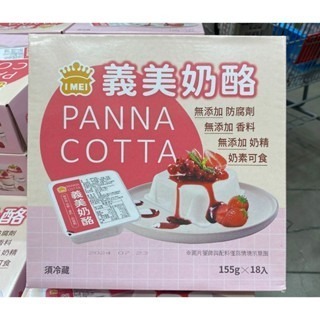 I MEI
義美奶酪
PANNA
COTTA
無添加 防腐劑
無添加 香料
無添加 奶精
奶素可食
義美奶酪
須冷藏
155g×18入